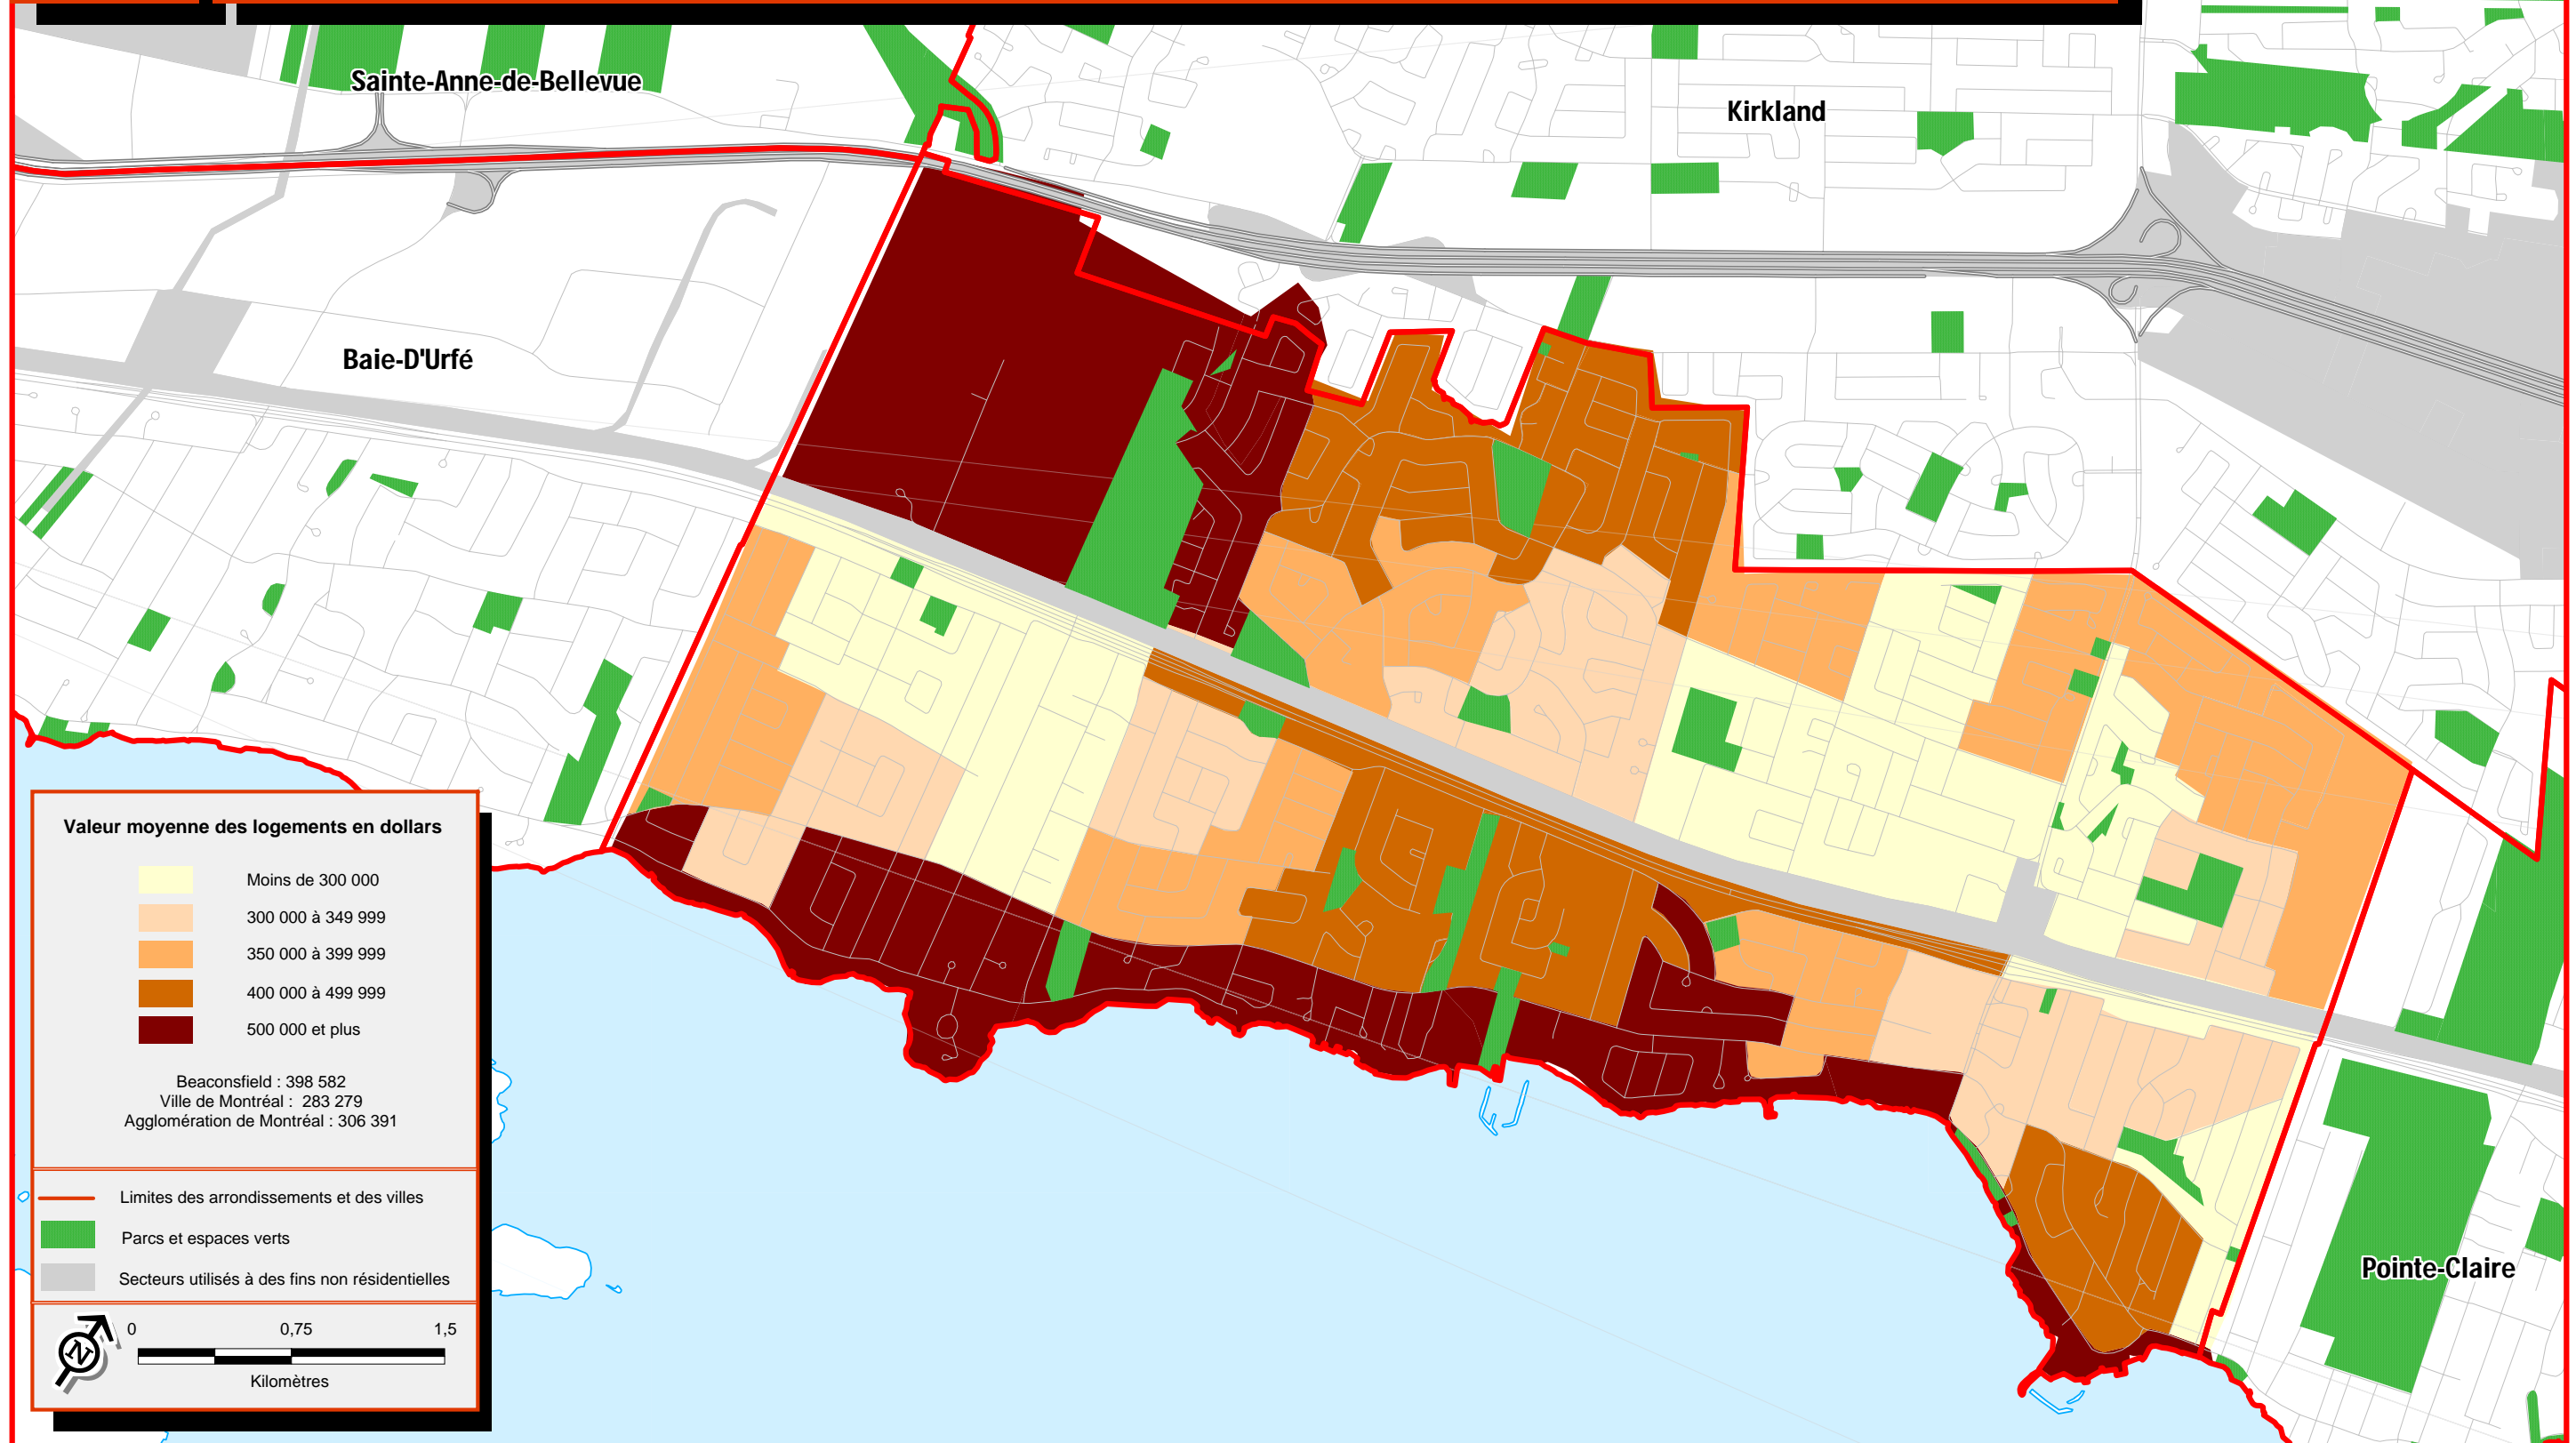 Sainte-Anne-de-Bellevue
Kirkland
Baie-D'Urfé
Pointe-Claire
Valeur moyenne des logements en dollars
Moins de 300 000
300 000 à 349 999
350 000 à 399 999
400 000 à 499 999
500 000 et plus
Beaconsfield : 398 582
Ville de Montréal : 283 279
Agglomération de Montréal : 306 391
Limites des arrondissements et des villes
Parcs et espaces verts
Secteurs utilisés à des fins non résidentielles
N
0 0,75 1,5
Kilomètres